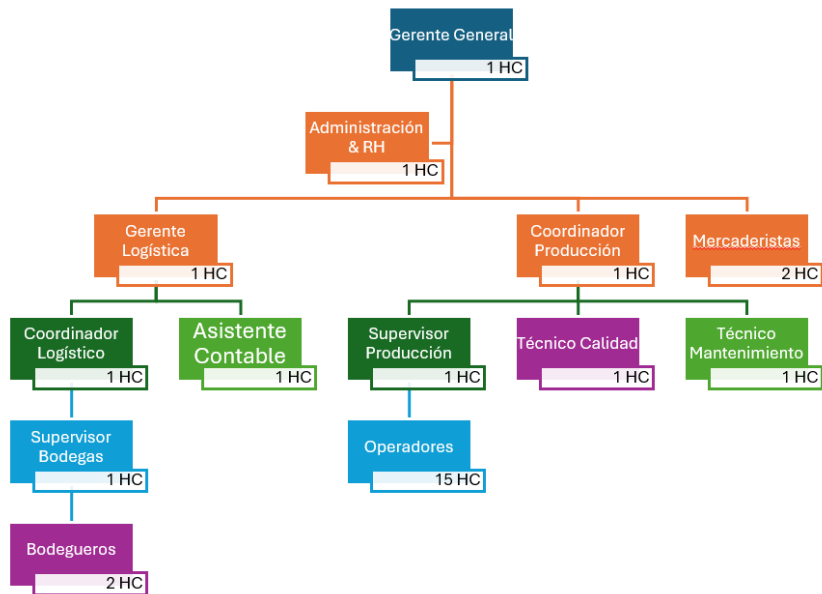 Gerente General
1 HC
Administración
& RH
1 HC
Gerente
Logística
1 HC
Coordinador
Producción
1 HC
Mercaderistas
2 HC
Coordinador
Logístico
1 HC
Asistente
Contable
1 HC
Supervisor
Producción
1 HC
Técnico Calidad
1 HC
Técnico
Mantenimiento
1 HC
Supervisor
Bodegas
1 HC
Operadores
15 HC
Bodegueros
2 HC